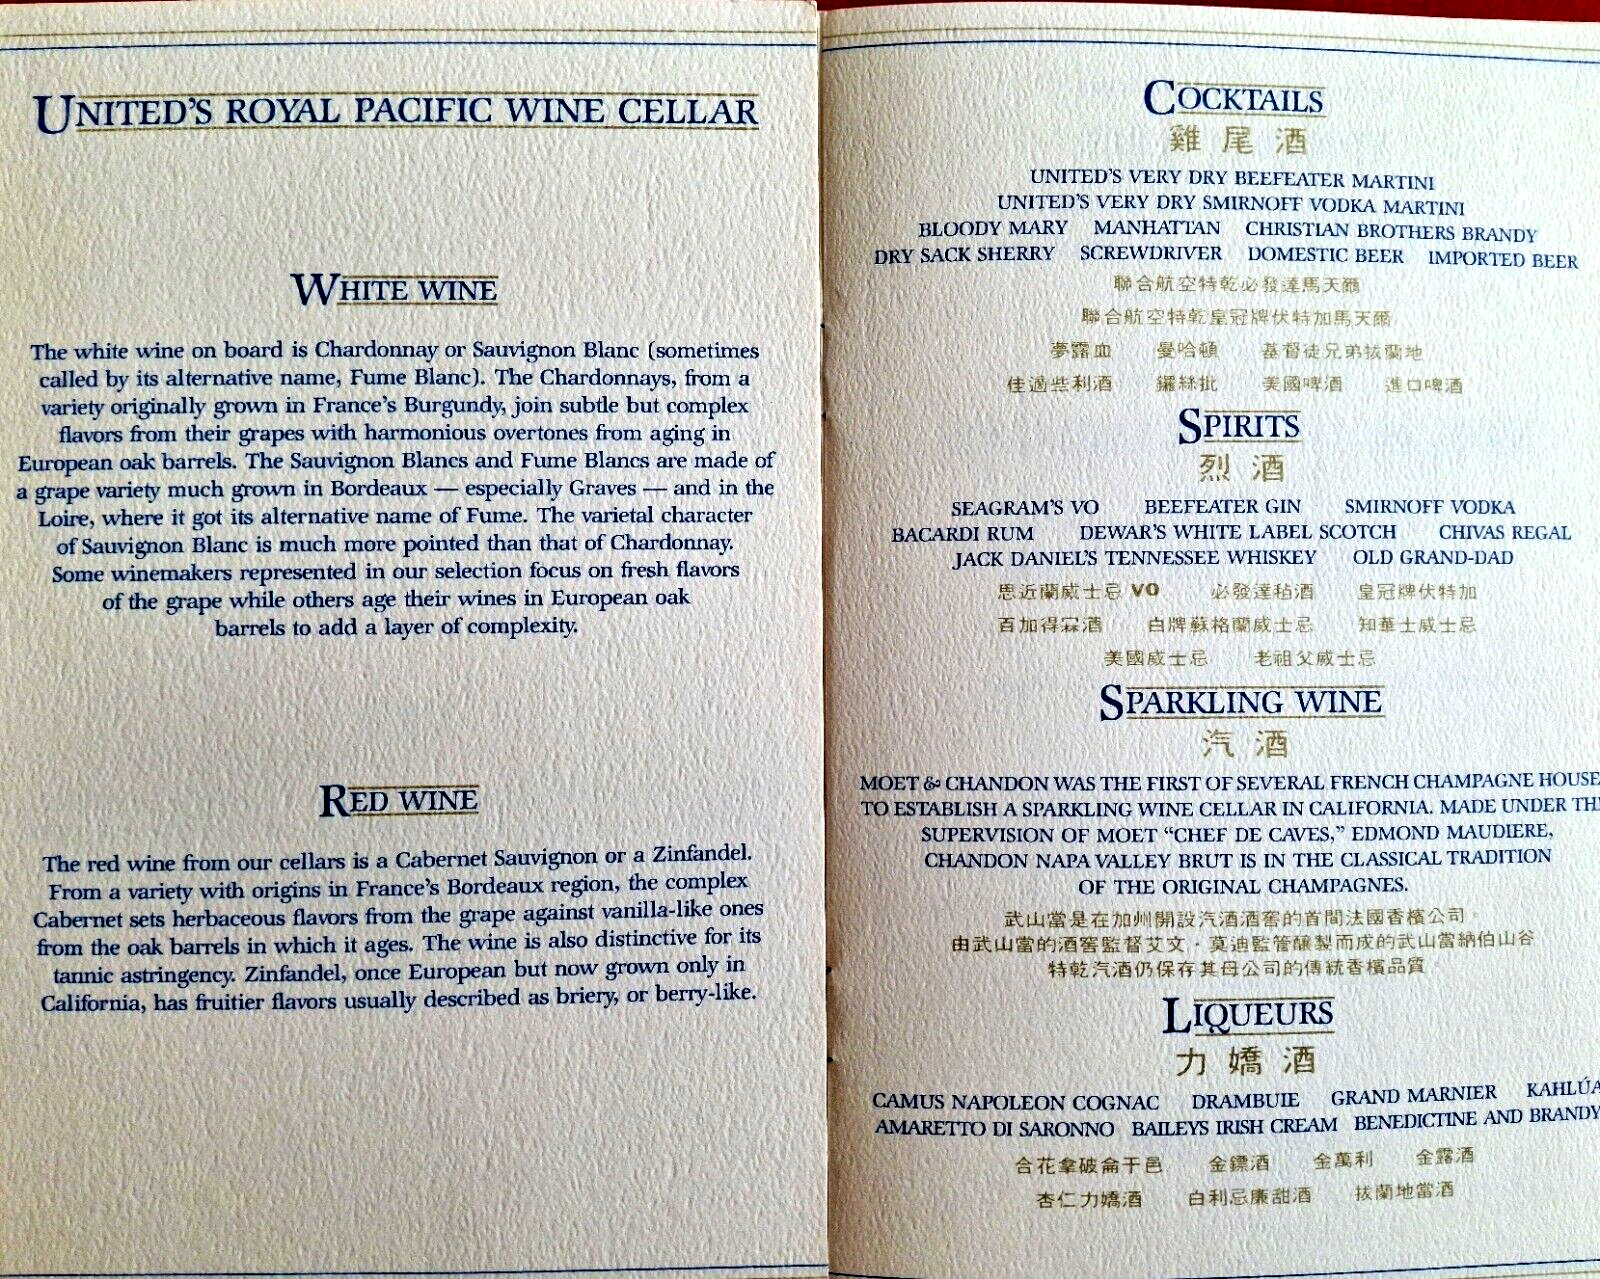 UNITED'S ROYAL PACIFIC WINE CELLAR
WHITE WINE
The white wine on board is Chardonnay or Sauvignon Blanc (sometimes
called by its alternative name, Fume Blanc). The Chardonnays, from a
variety originally grown in France's Burgundy, join subtle but complex
flavors from their grapes with harmonious overtones from aging in
European oak barrels. The Sauvignon Blancs and Fume Blancs are made of
a grape variety much grown in Bordeaux — especially Graves — and in the
Loire, where it got its alternative name of Fume. The varietal character
of Sauvignon Blanc is much more pointed than that of Chardonnay.
Some winemakers represented in our selection focus on fresh flavors
of the grape while others age their wines in European oak
barrels to add a layer of complexity.
RED WINE
The red wine from our cellars is a Cabernet Sauvignon or a Zinfandel.
From a variety with origins in France's Bordeaux region, the complex
Cabernet sets herbaceous flavors from the grape against vanilla-like ones
from the oak barrels in which it ages. The wine is also distinctive for its
tannic astringency. Zinfandel, once European but now grown only in
California, has fruitier flavors usually described as briery, or berry-like.
COCKTAILS
雞尾酒
UNITED'S VERY DRY BEEFEATER MARTINI
UNITED'S VERY DRY SMIRNOFF VODKA MARTINI
BLOODY MARY MANHATTAN CHRISTIAN BROTHERS BRANDY
DRY SACK SHERRY SCREWDRIVER DOMESTIC BEER IMPORTED BEER
聯合航空特乾必發達馬天爾
聯合航空特乾皇冠牌伏特加馬天爾
夢露血 曼哈頓 基督徒兄弟拔蘭地
佳適些利酒 鑼絲批 美國啤酒 進口啤酒
SPIRITS
烈酒
SEAGRAM'S VO BEEFEATER GIN SMIRNOFF VODKA
BACARDI RUM DEWAR'S WHITE LABEL SCOTCH CHIVAS REGAL
JACK DANIEL'S TENNESSEE WHISKEY OLD GRAND-DAD
思近蘭威士忌 VO 必發達秥酒 皇冠牌伏特加
百加得冧酒 白牌蘇格蘭威士忌 知華士威士忌
美國威士忌 老祖父威士忌
SPARKLING WINE
汽酒
MOET & CHANDON WAS THE FIRST OF SEVERAL FRENCH CHAMPAGNE HOUSE
TO ESTABLISH A SPARKLING WINE CELLAR IN CALIFORNIA. MADE UNDER TH
SUPERVISION OF MOET "CHEF DE CAVES," EDMOND MAUDIERE,
CHANDON NAPA VALLEY BRUT IS IN THE CLASSICAL TRADITION
OF THE ORIGINAL CHAMPAGNES.
武山當是在加州開設汽酒酒窖的首間法國香檳公司。
由武山當的酒窖監督艾文·莫迪監管釀製而成的武山當納伯山谷
特乾汽酒仍保存其母公司的傳統香檳品質
LIQUEURS
力嬌酒
CAMUS NAPOLEON COGNAC DRAMBUIE GRAND MARNIER KAHLÚA
AMARETTO DI SARONNO BAILEYS IRISH CREAM BENEDICTINE AND BRANDY
合花拿破侖干邑 金鏢酒 金萬利 金露酒
杏仁力嬌酒 白利忌廉甜酒 拔蘭地當酒